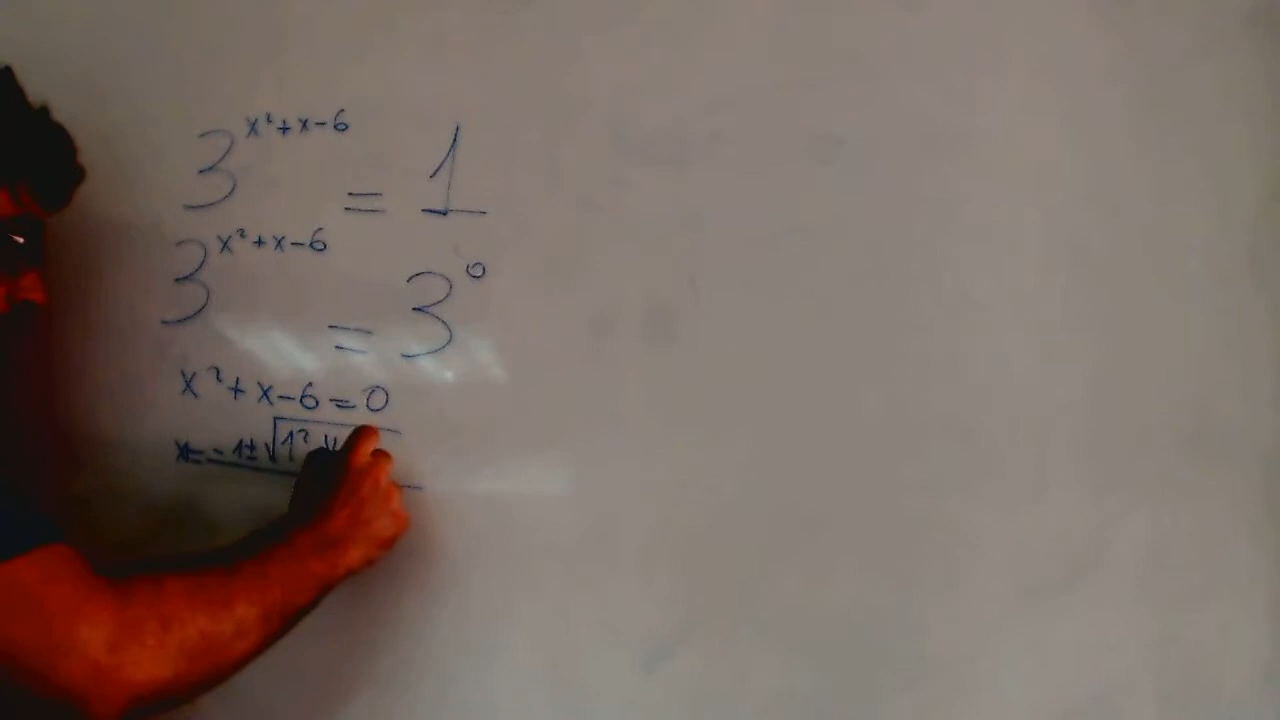 3^{x²+x-6} = 1
3^{x²+x-6} = 3⁰
x²+x-6=0
x=-1±√1²